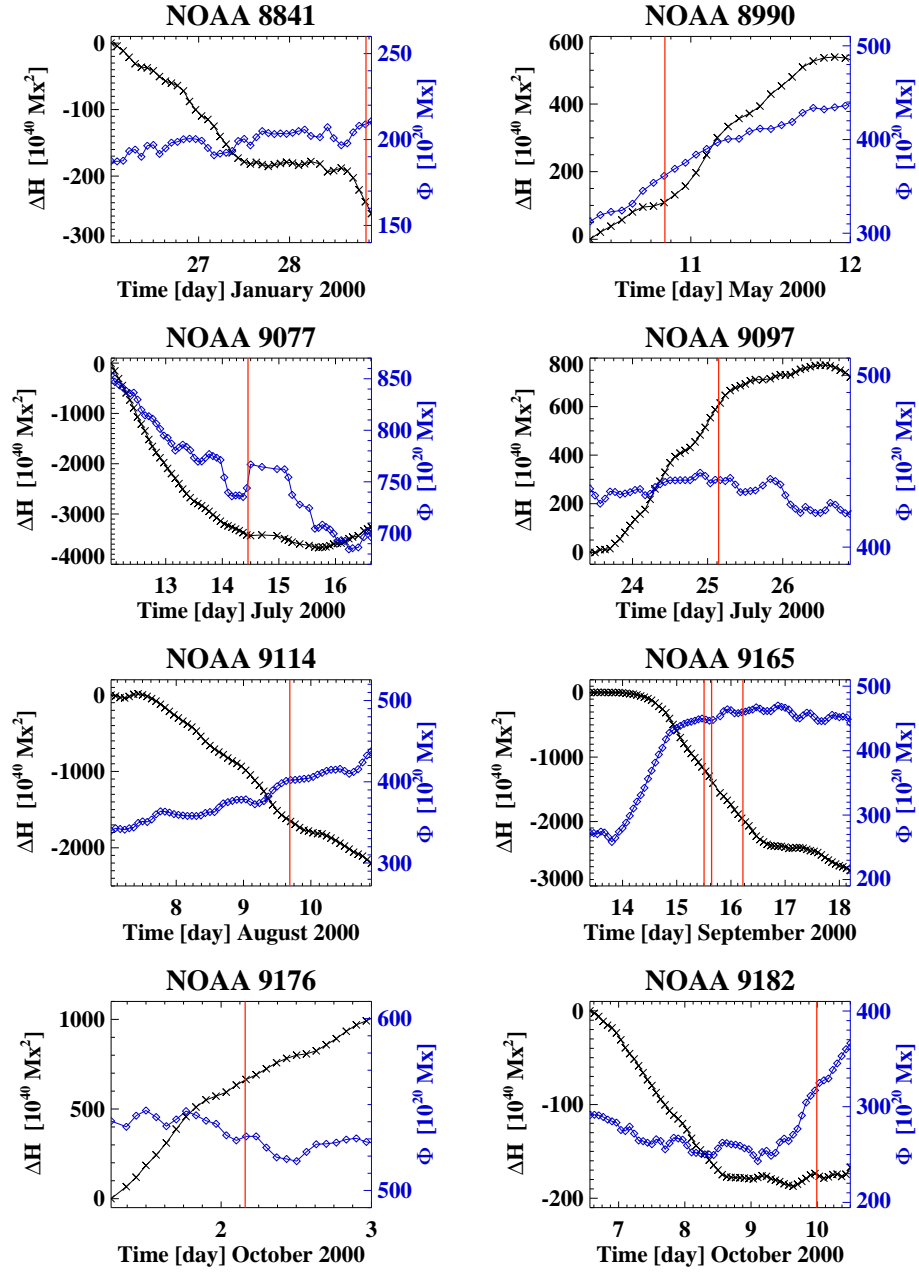 NOAA 8841
NOAA 8990
0
-100
-200
-300
ΔH [10^40 Mx^2]
250
200
150
Φ [10^20 Mx]
27 28
Time [day] January 2000
600
400
200
0
ΔH [10^40 Mx^2]
500
400
300
Φ [10^20 Mx]
11 12
Time [day] May 2000
NOAA 9077
NOAA 9097
0
-1000
-2000
-3000
-4000
ΔH [10^40 Mx^2]
850
800
750
700
Φ [10^20 Mx]
13 14 15 16
Time [day] July 2000
800
600
400
200
0
ΔH [10^40 Mx^2]
500
400
Φ [10^20 Mx]
24 25 26
Time [day] July 2000
NOAA 9114
NOAA 9165
0
-1000
-2000
ΔH [10^40 Mx^2]
500
400
300
Φ [10^20 Mx]
8 9 10
Time [day] August 2000
0
-1000
-2000
-3000
ΔH [10^40 Mx^2]
500
400
300
200
Φ [10^20 Mx]
14 15 16 17 18
Time [day] September 2000
NOAA 9176
NOAA 9182
1000
500
0
ΔH [10^40 Mx^2]
600
500
Φ [10^20 Mx]
2 3
Time [day] October 2000
0
-100
-200
ΔH [10^40 Mx^2]
400
300
200
Φ [10^20 Mx]
7 8 9 10
Time [day] October 2000